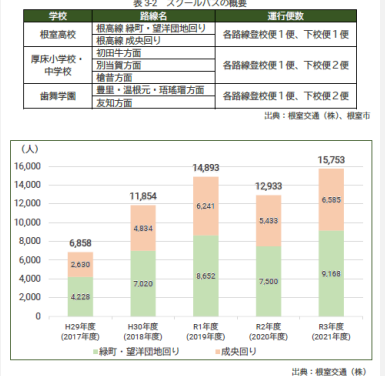 表 3-2 スクールバスの概要
学校 路線名 運行便数
根室高校 根高線 緑町・望洋団地回り 各路線登校便1便、下校便1便
根高線 成央回り
厚床小学校・中学校 初田牛方面 各路線登校便1便、下校便2便
別当賀方面
槍昔方面
歯舞学園 豊里・温根元・珸瑤瑁方面 各路線登校便1便、下校便2便
友知方面
出典：根室交通（株）、根室市
（人）
16,000
14,000
12,000
10,000
8,000
6,000
4,000
2,000
0
6,858
2,630
4,228
11,854
4,834
7,020
14,893
6,241
8,652
12,933
5,433
7,500
15,753
6,585
9,168
H29年度 H30年度 R1年度 R2年度 R3年度
(2017年度) (2018年度) (2019年度) (2020年度) (2021年度)
緑町・望洋団地回り 成央回り
出典：根室交通（株）